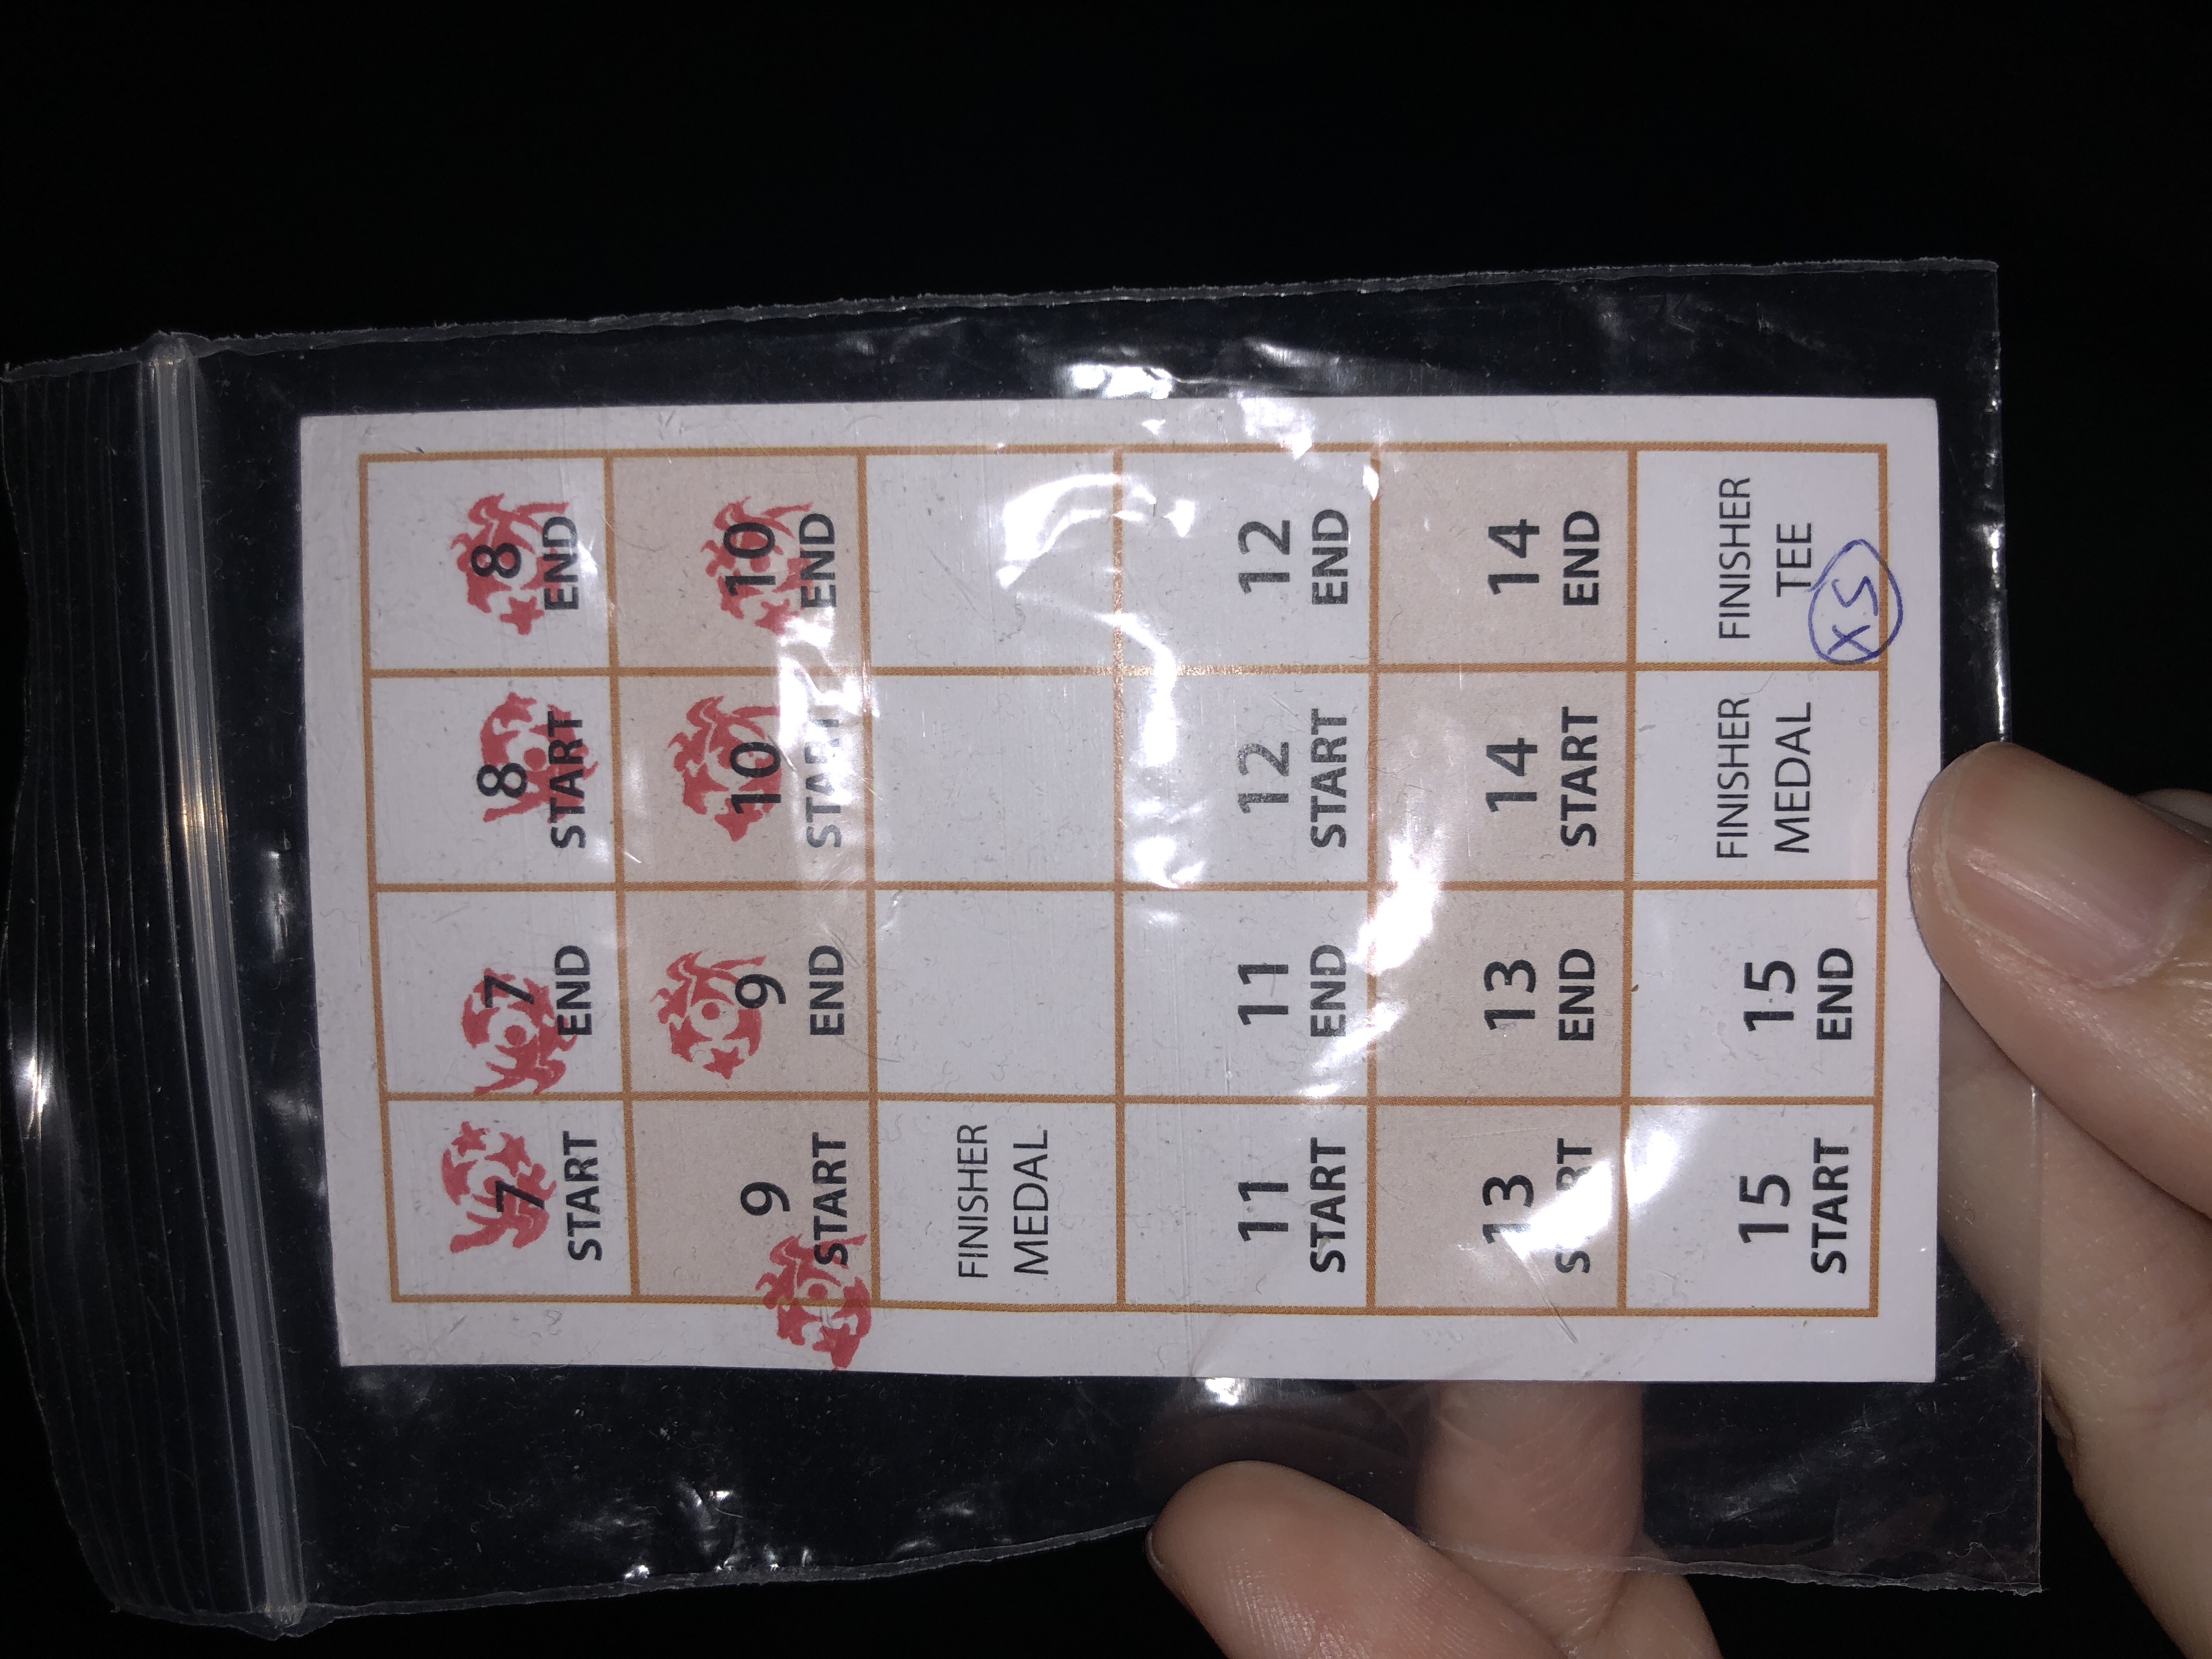 7
START
7
END
8
START
8
END
9
START
9
END
10
START
10
END
FINISHER
MEDAL
11
START
11
END
12
START
12
END
13
START
13
END
14
START
14
END
15
START
15
END
FINISHER
MEDAL
FINISHER
TEE
XS